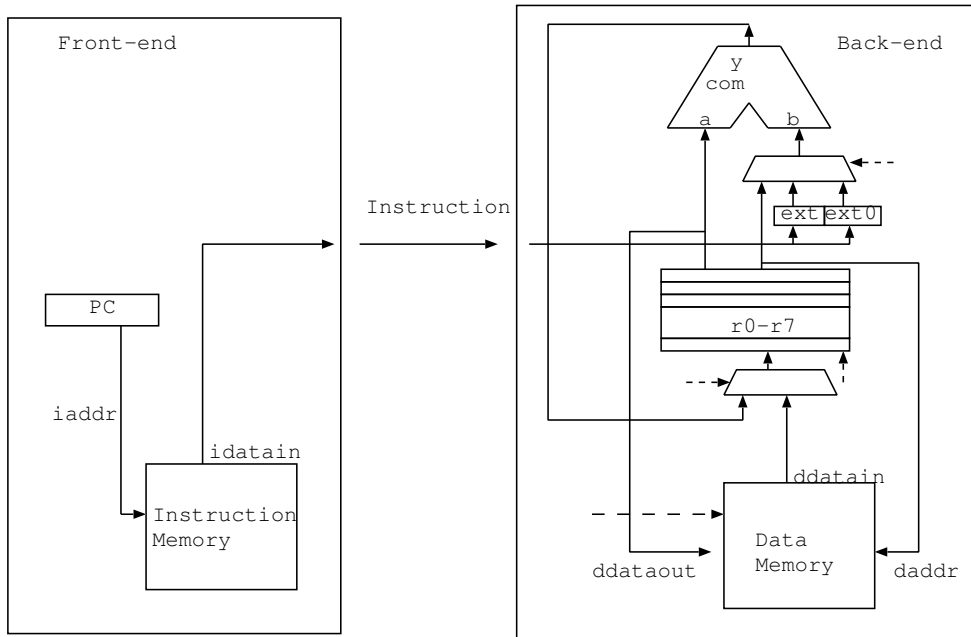 Front-end
Back-end
y
com
a
b
Instruction
ext
ext0
PC
r0-r7
iaddr
idatain
ddatain
Instruction
Memory
Data
Memory
ddataout
daddr